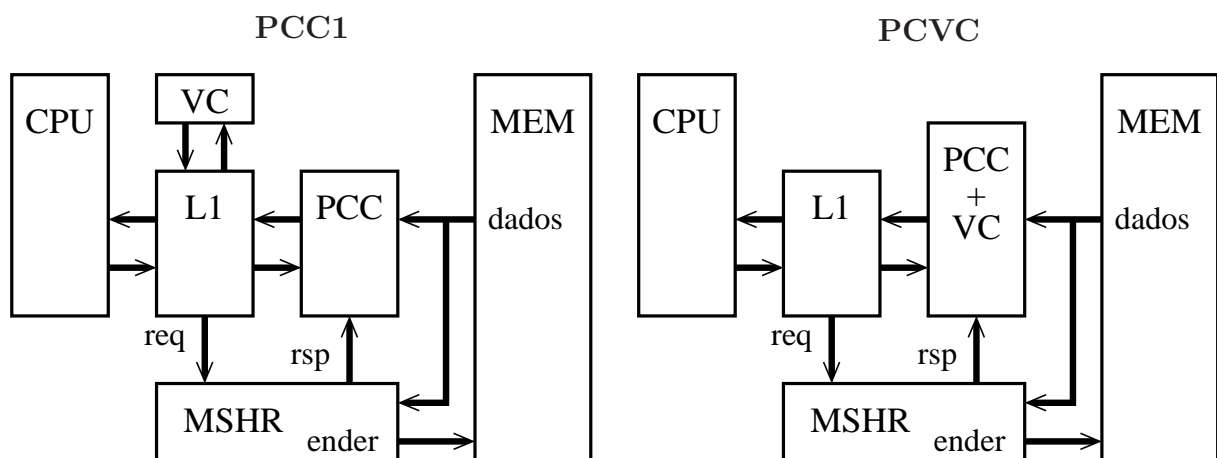 PCC1
VC
CPU
MEM
L1
PCC
dados
req
rsp
MSHR
ender
PCVC
CPU
MEM
PCC
+
VC
L1
dados
req
rsp
MSHR
ender